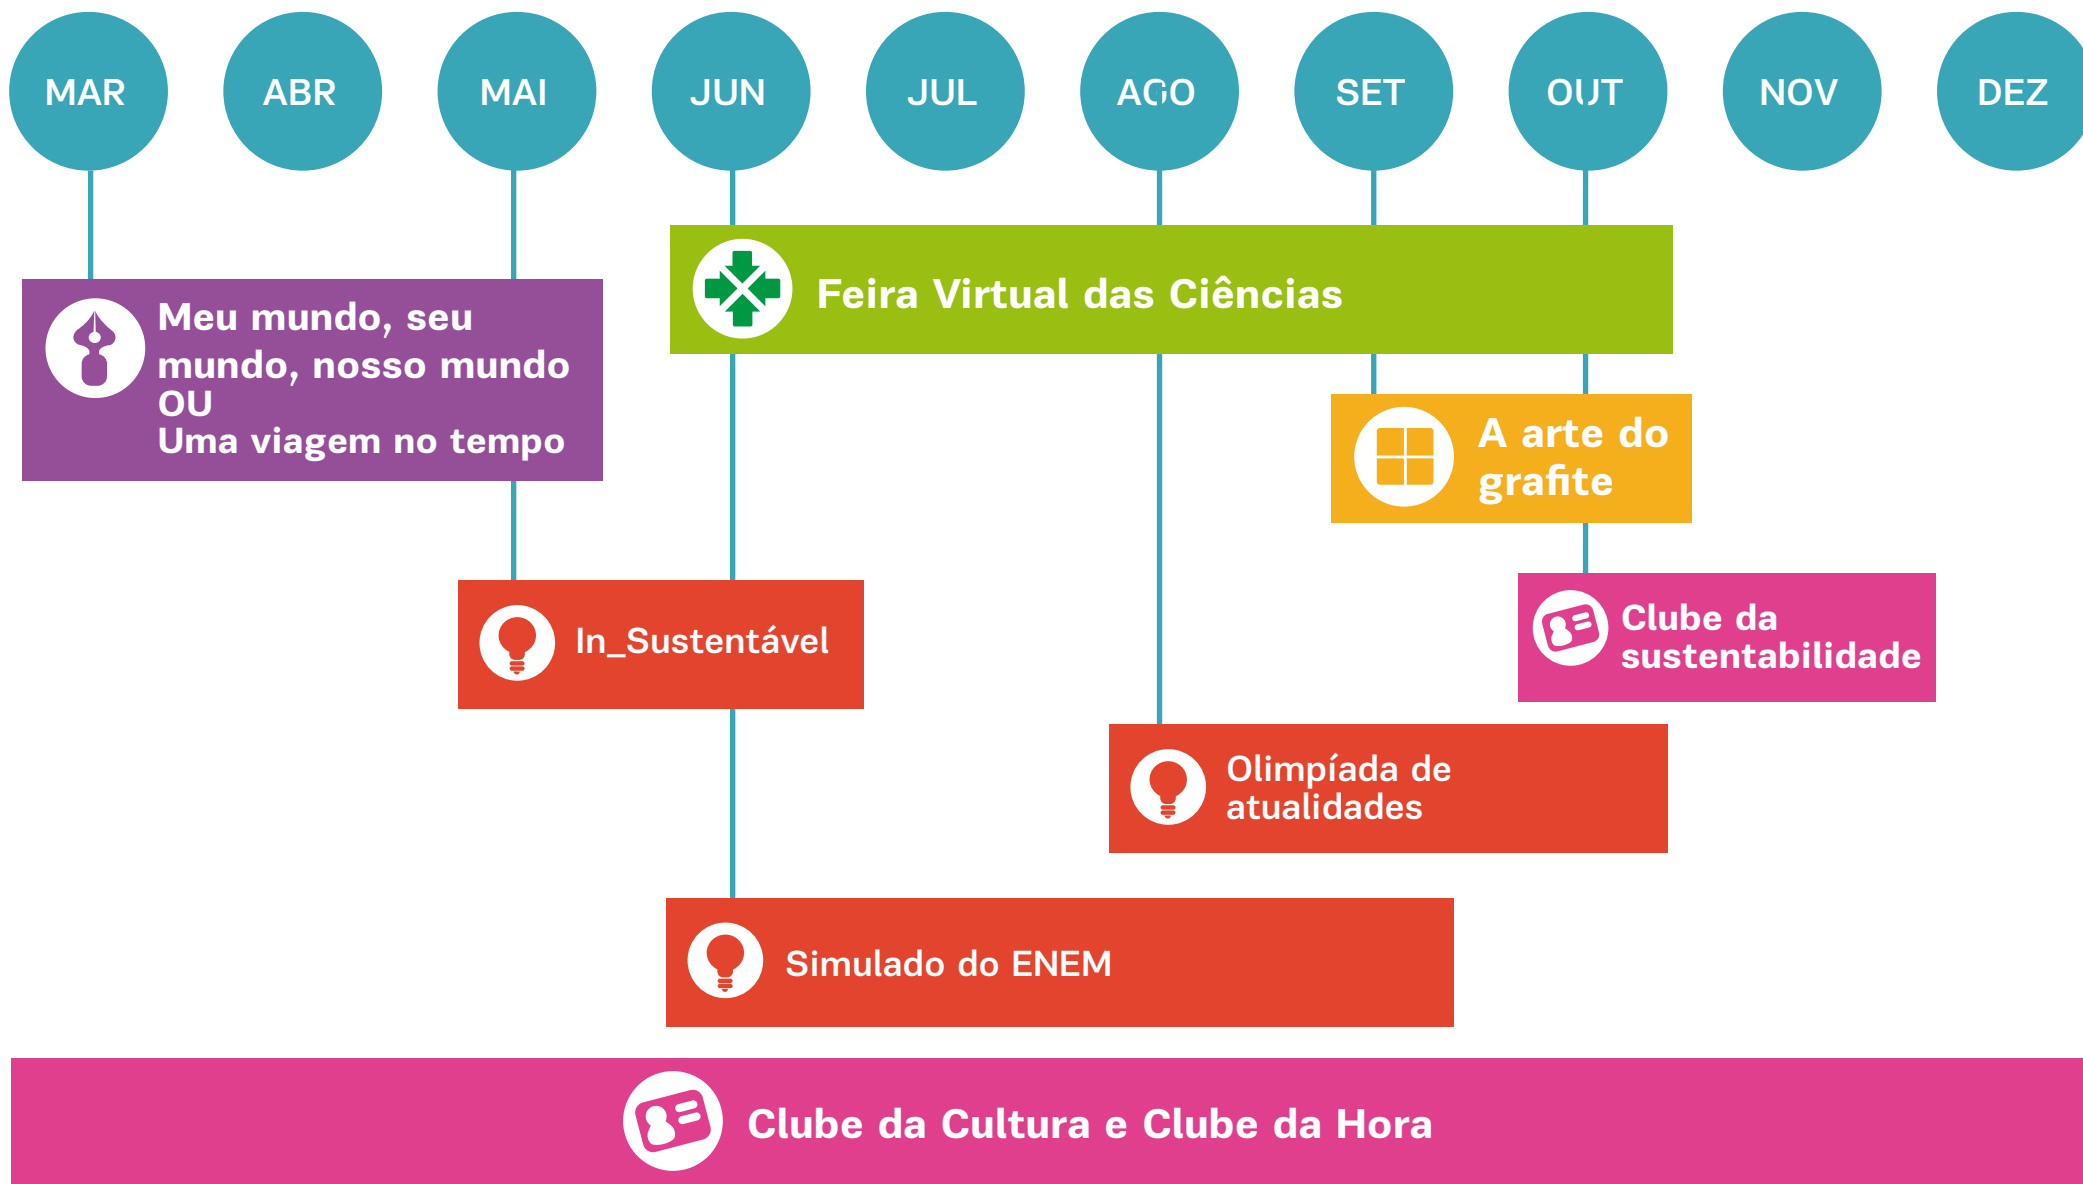 MAR
ABR
MAI
JUN
JUL
AGO
SET
OUT
NOV
DEZ
Feira Virtual das Ciências
Meu mundo, seu
mundo, nosso mundo
OU
Uma viagem no tempo
A arte do
grafite
In_Sustentável
Clube da
sustentabilidade
Olimpíada de
atualidades
Simulado do ENEM
Clube da Cultura e Clube da Hora